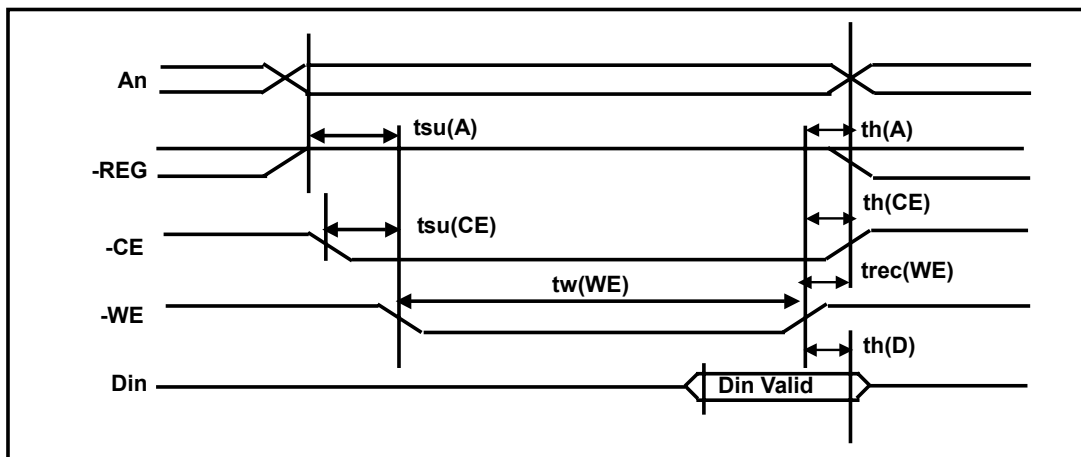 An
tsu(A)
th(A)
-REG
th(CE)
tsu(CE)
-CE
trec(WE)
tw(WE)
-WE
th(D)
Din
Din Valid